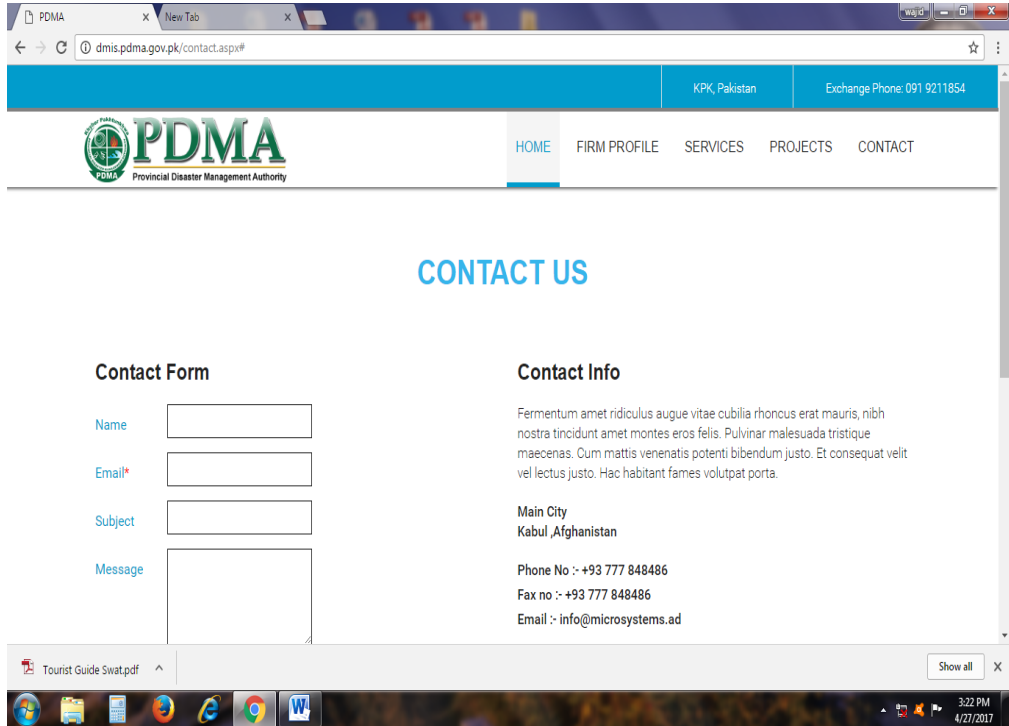 PDMA
New Tab
wajid
dmis.pdma.gov.pk/contact.aspx#
KPK, Pakistan
Exchange Phone: 091 9211854
PDMA
Provincial Disaster Management Authority
PDMA
HOME
FIRM PROFILE
SERVICES
PROJECTS
CONTACT
CONTACT US
Contact Form
Name
Email*
Subject
Message
Contact Info
Fermentum amet ridiculus augue vitae cubilia rhoncus erat mauris, nibh
nostra tincidunt amet montes eros felis. Pulvinar malesuada tristique
maecenas. Cum mattis venenatis potenti bibendum justo. Et consequat velit
vel lectus justo. Hac habitant fames volutpat porta.
Main City
Kabul ,Afghanistan
Phone No :- +93 777 848486
Fax no :- +93 777 848486
Email :- info@microsystems.ad
Tourist Guide Swat.pdf
Show all
3:22 PM
4/27/2017